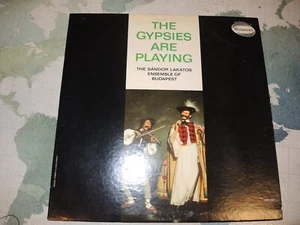 THE
GYPSIES
ARE
PLAYING
THE SÁNDOR LAKATOS
ENSEMBLE OF
BUDAPEST